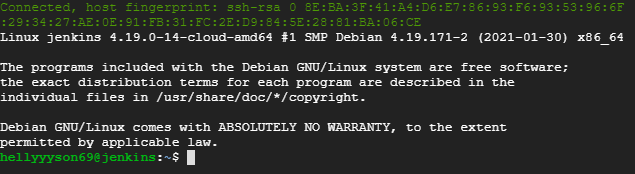 Connected, host fingerprint: ssh-rsa 0 8E:BA:3F:41:A4:D6:E7:86:93:F6:93:53:96:6F
:29:34:27:AE:0E:91:FB:31:FC:2E:D9:84:5E:28:81:BA:06:CE
Linux jenkins 4.19.0-14-cloud-amd64 #1 SMP Debian 4.19.171-2 (2021-01-30) x86_64
The programs included with the Debian GNU/Linux system are free software;
the exact distribution terms for each program are described in the
individual files in /usr/share/doc/*/copyright.
Debian GNU/Linux comes with ABSOLUTELY NO WARRANTY, to the extent
permitted by applicable law.
hellyyyson69@jenkins:~$